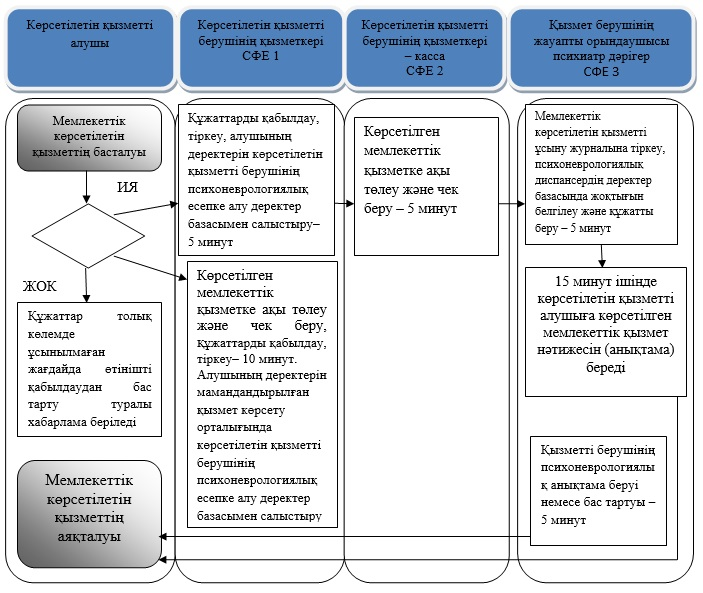 Көрсетілетін қызметті
алушы
Көрсетілетін қызметті
берушінің қызметкері
СФЕ 1
Көрсетілетін қызметті
берушінің қызметкері
– касса
СФЕ 2
Қызмет берушінің
жауапты орындаушысы
психиатр дәрігер
СФЕ 3
Мемлекеттік
көрсетілетін
қызметтің басталуы
ИЯ
ЖОК
Құжаттар толық
көлемде
ұсынылмаған
жағдайда өтінішті
қабылдаудан бас
тарту туралы
хабарлама беріледі
Мемлекеттік
көрсетілетін
қызметтің
аяқталуы
Құжаттарды қабылдау,
тіркеу, алушының
деректерін көрсетілетін
қызметті берушінің
психоневрологиялық
есепке алу деректер
базасымен салыстыру–
5 минут
Көрсетілген
мемлекеттік
қызметке ақы төлеу
және чек беру,
Құжаттарды қабылдау,
тіркеу– 10 минут.
Алушының деректерін
мамандандырылған
қызмет көрсету
орталығында
көрсетілетін қызметті
берушінің
психоневрологиялық
есепке алу деректер
базасымен салыстыру
Көрсетілген
мемлекеттік
қызметке ақы
төлеу және чек
беру – 5 минут
Мемлекеттік
көрсетілетін қызметті
ұсыну журналына тіркеу,
психоневрологиялық
диспансердің деректер
базасында жоқтығын
белгілеу және құжатты
беру – 5 минут
15 минут ішінде
көрсетілетін қызметті
алушыға көрсетілген
мемлекеттік қызмет
нәтижесін (анықтама)
береді
Қызметті берушінің
психоневрологиялы
қ анықтама беруі
немесе бас тартуы –
5 минут